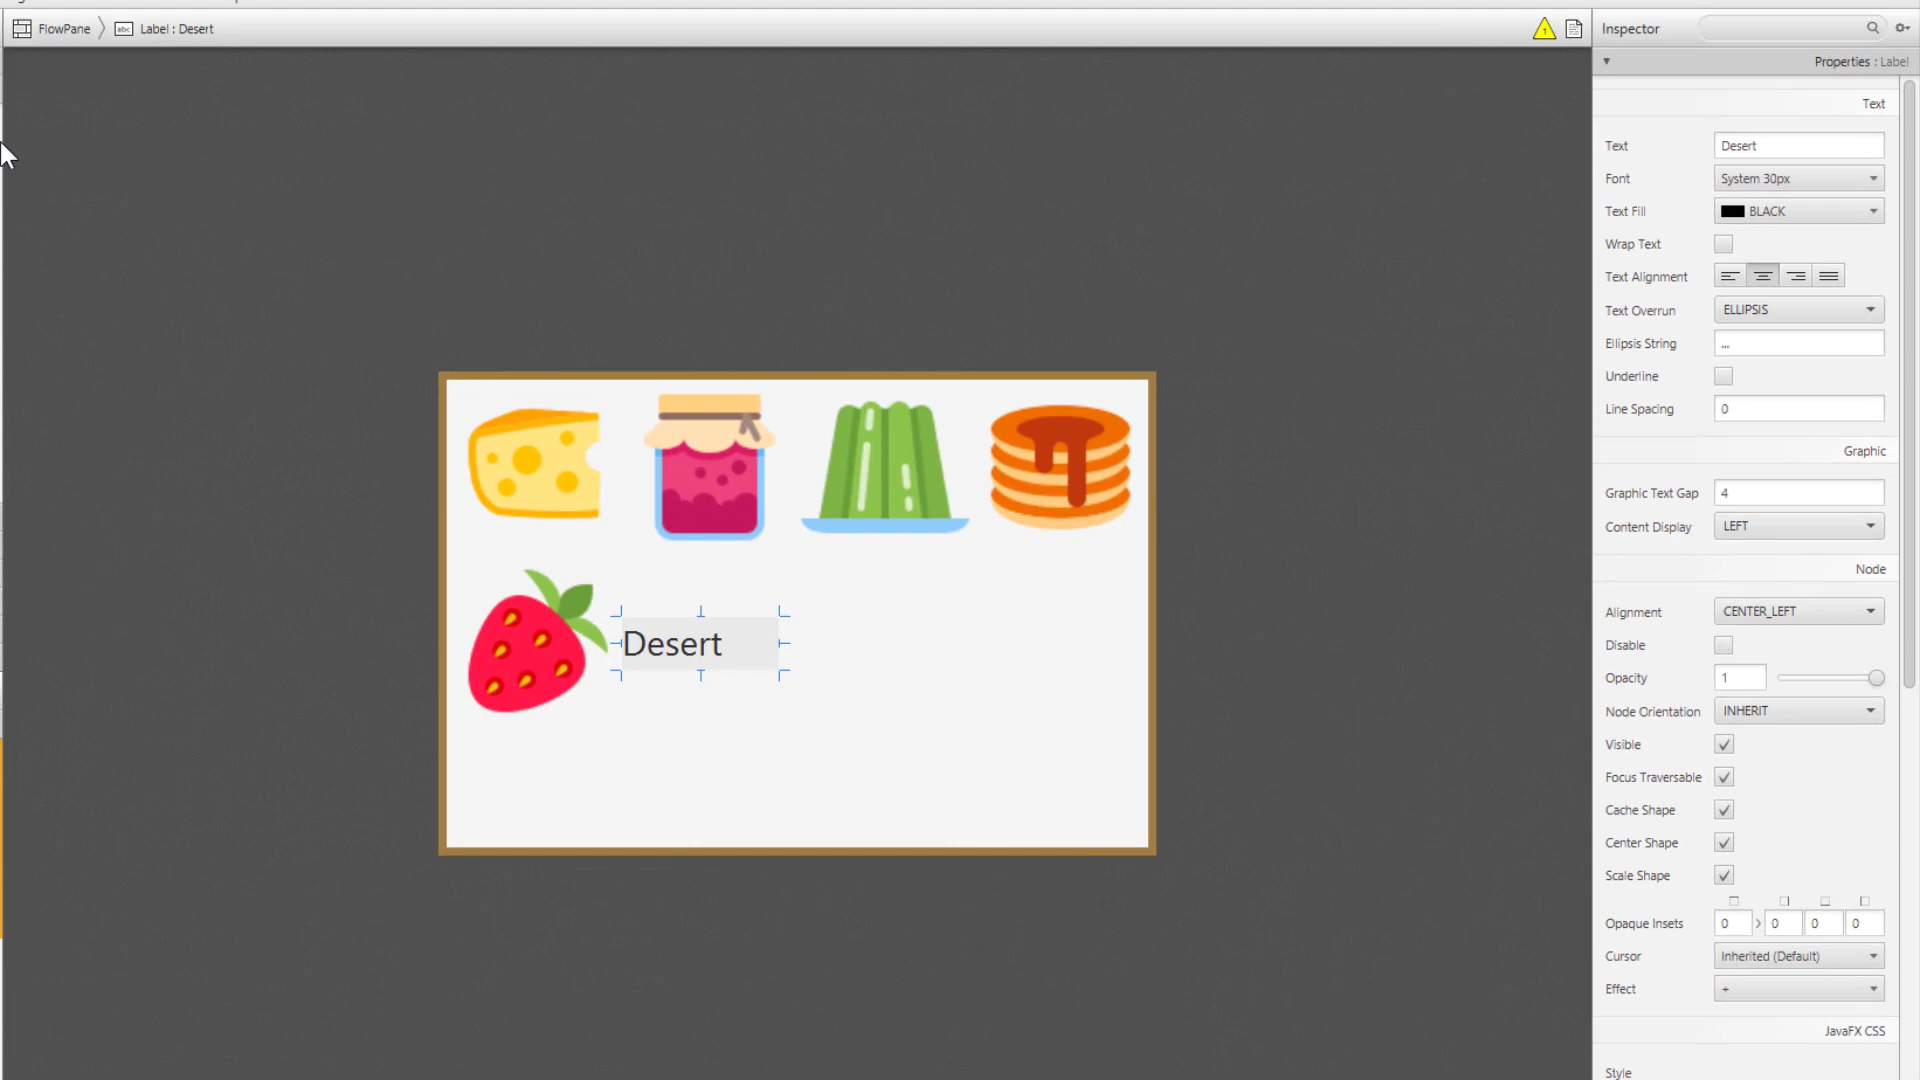 FlowPane
Label : Desert
1
Inspector
Properties : Label
Text
Text
Desert
Font
System 30px
Text Fill
BLACK
Wrap Text
Text Alignment
Text Overrun
ELLIPSIS
Ellipsis String
...
Underline
Line Spacing
0
Graphic
Graphic Text Gap
4
Content Display
LEFT
Node
Alignment
CENTER_LEFT
Disable
Opacity
1
Node Orientation
INHERIT
Visible
Focus Traversable
Cache Shape
Center Shape
Scale Shape
Opaque Insets
0 > 0 0 0
Cursor
Inherited (Default)
Effect
+
JavaFX CSS
Style
Desert